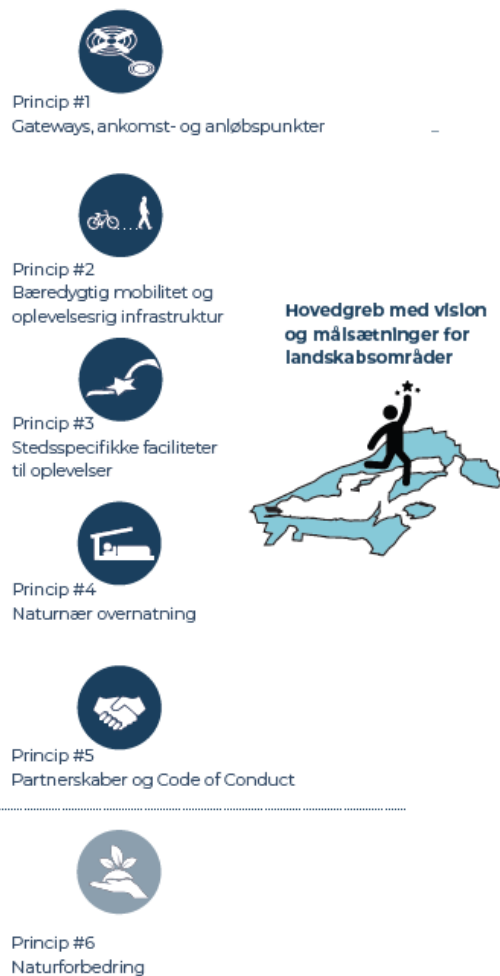 Princip #1
Gateways, ankomst- og anløbspunkter
Princip #2
Bæredygtig mobilitet og
oplevelsesrig infrastruktur
Hovedgreb med vision
og målsætninger for
landskabsområder
Princip #3
Stedsspecifikke faciliteter
til oplevelser
Princip #4
Naturnær overnatning
Princip #5
Partnerskaber og Code of Conduct
Princip #6
Naturforbedring